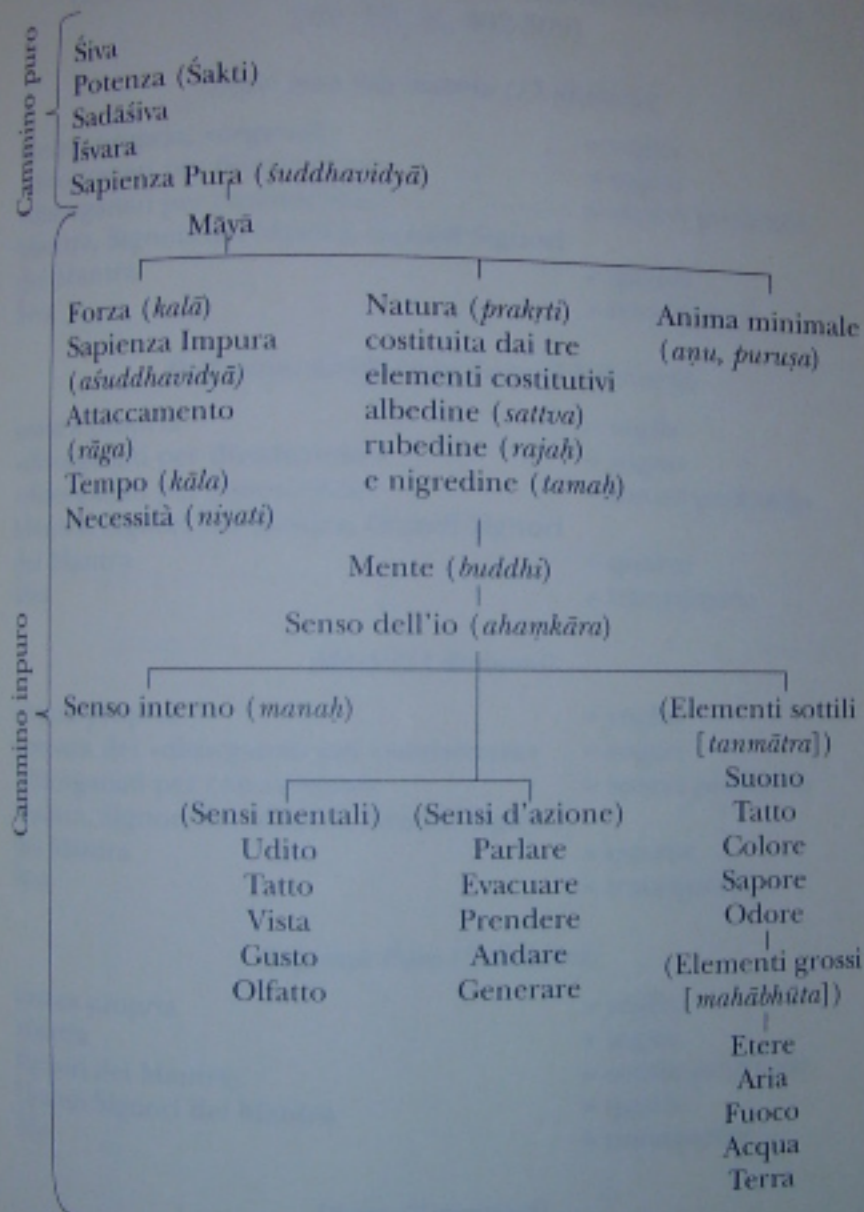 Cammino puro
Śiva
Potenza (Śakti)
Sadāśiva
Īśvara
Sapienza Pura (śuddhavidyā)
Cammino inpuro
Māyā
Forza (kalā)
Sapienza Impura
(aśuddhavidyā)
Attaccamento
(rāga)
Tempo (kāla)
Necessità (niyati)
Natura (prakṛti)
costituita dai tre
elementi costitutivi
albedine (sattva)
rubedine (rajaḥ)
e nigredine (tamaḥ)
Anima minimale
(aṇu, puruṣa)
Mente (buddhi)
Senso dell'io (ahaṃkāra)
Senso interno (manaḥ)
(Sensi mentali)
Udito
Tatto
Vista
Gusto
Olfatto
(Sensi d'azione)
Parlare
Evacuare
Prendere
Andare
Generare
(Elementi sottili
[tanmātra])
Suono
Tatto
Colore
Sapore
Odore
(Elementi grossi
[mahābhūta])
Etere
Aria
Fuoco
Acqua
Terra